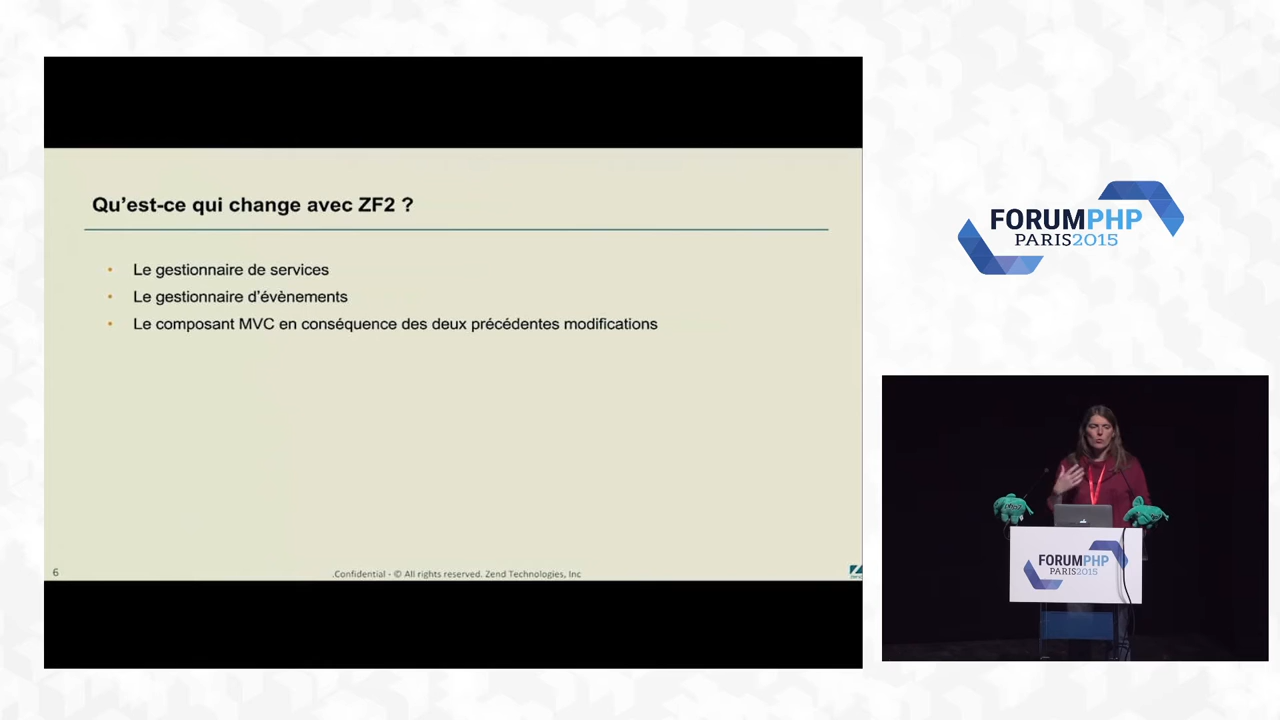 Qu’est-ce qui change avec ZF2 ?
• Le gestionnaire de services
• Le gestionnaire d’évènements
• Le composant MVC en conséquence des deux précédentes modifications
6
.Confidential - © All rights reserved. Zend Technologies, Inc
FORUMPHP
PARIS2015
FORUMPHP
PARIS2015